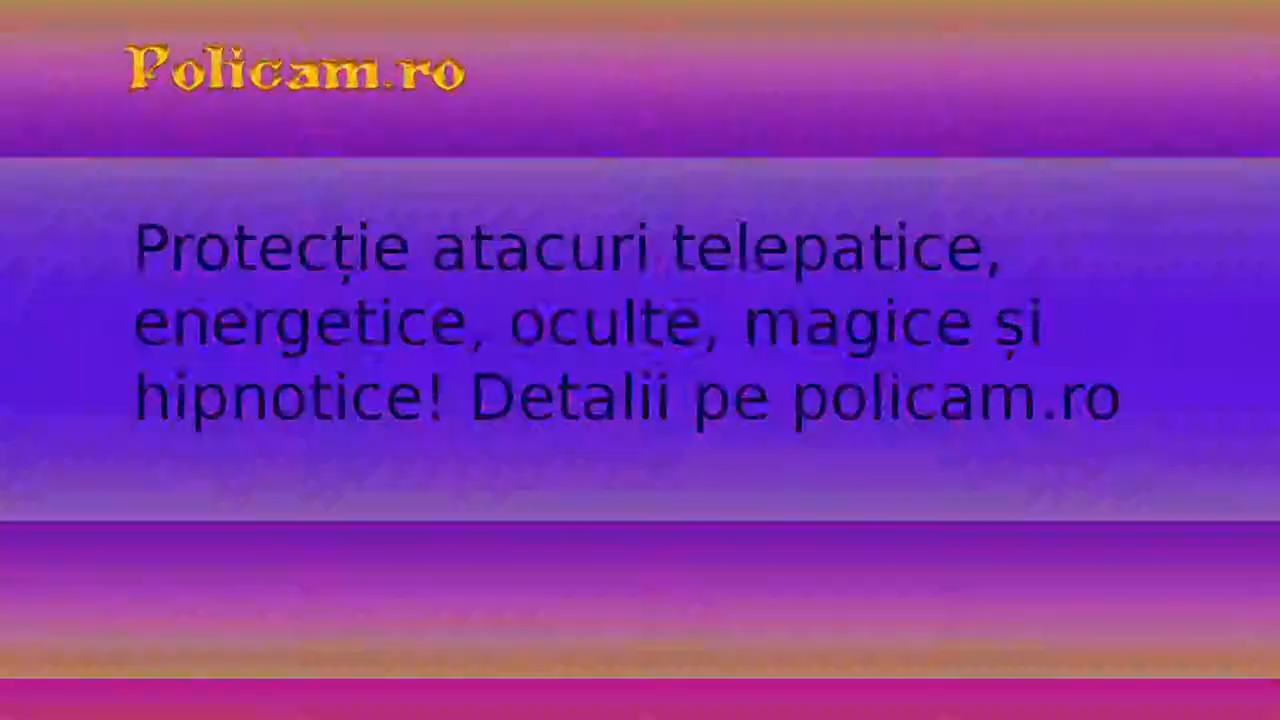 Policam.ro
Protecție atacuri telepatice,
energetice, oculte, magice și
hipnotice! Detalii pe policam.ro